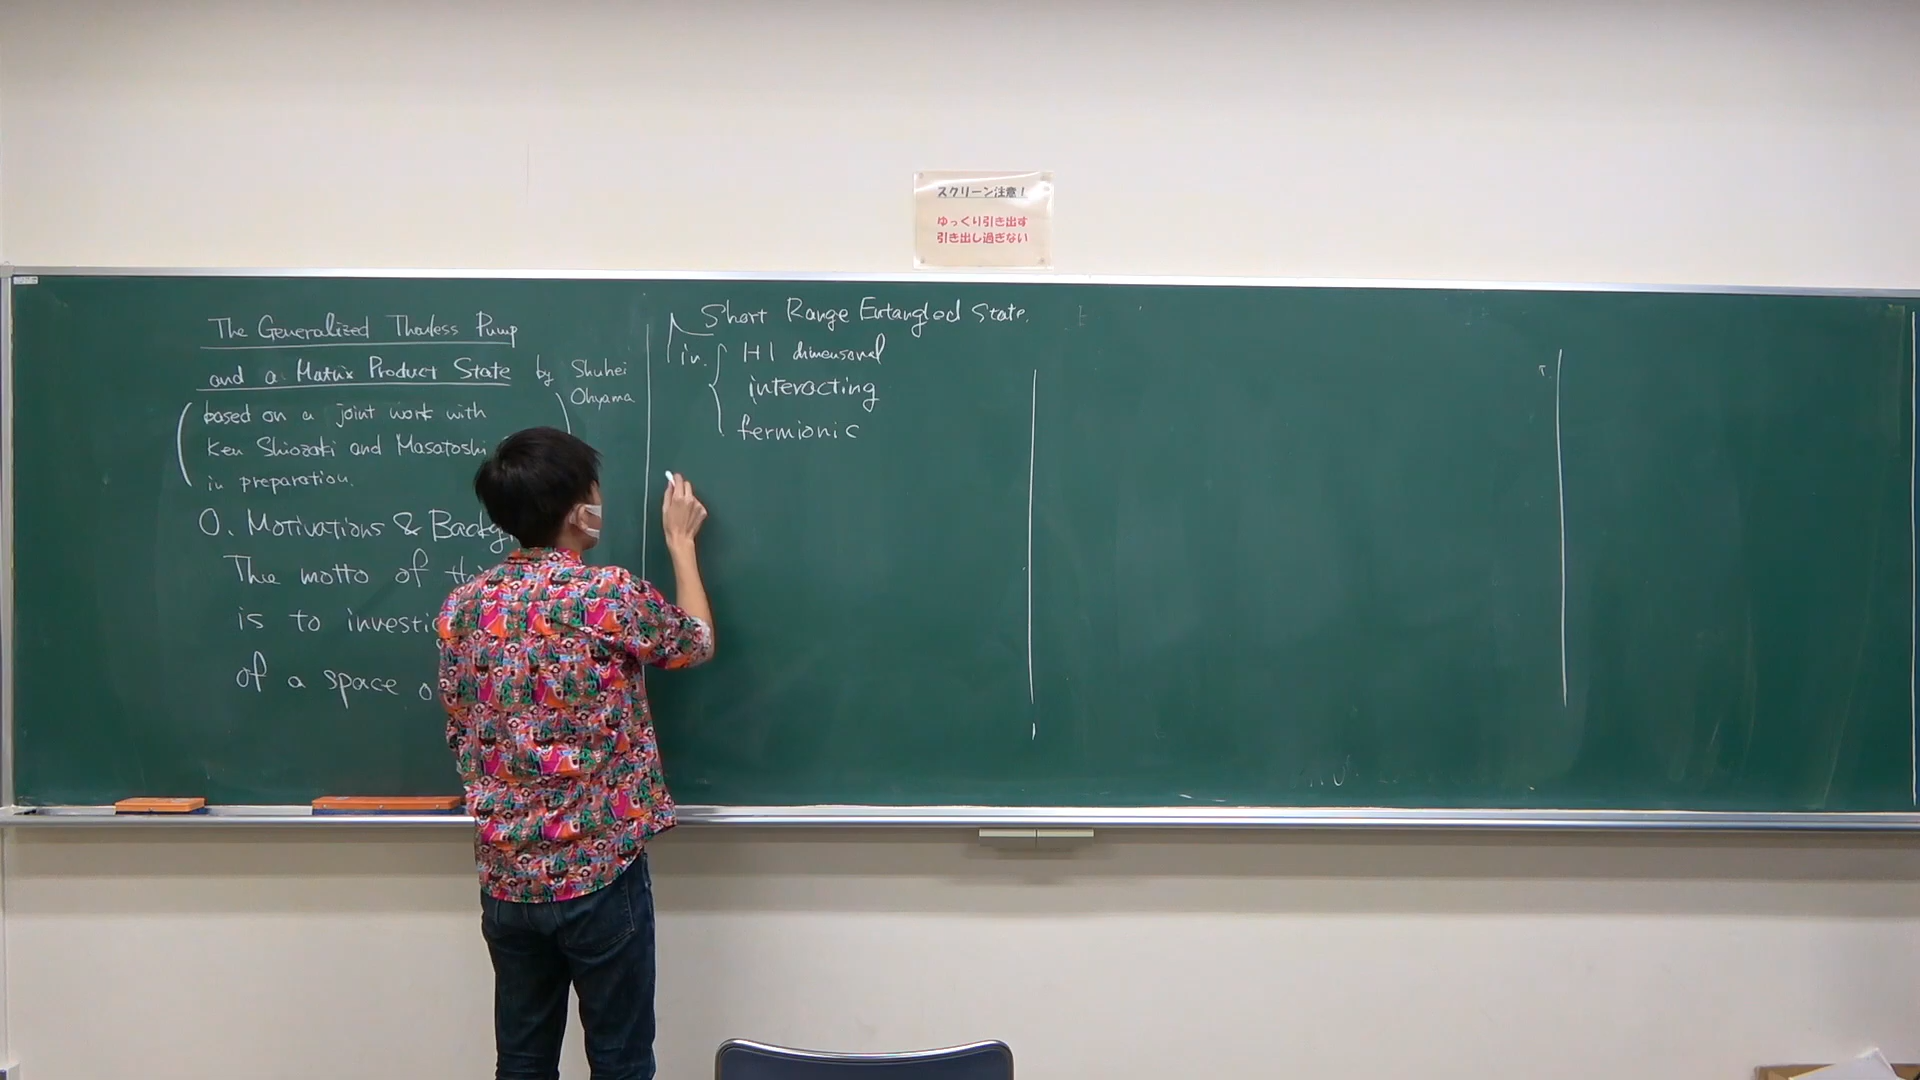 スクリーン注意！
ゆっくり引き出す
引き出し過ぎない
The Generalized Thouless Pump
and a Matrix Product State by Shuhei
Ohyama
based on a joint work with
Ken Shiozaki and Masatoshi
in preparation.
0. Motivations &
The motto of
is to
of a space
Short Range Entangled State.
in
1+1 dimensional
interacting
fermionic